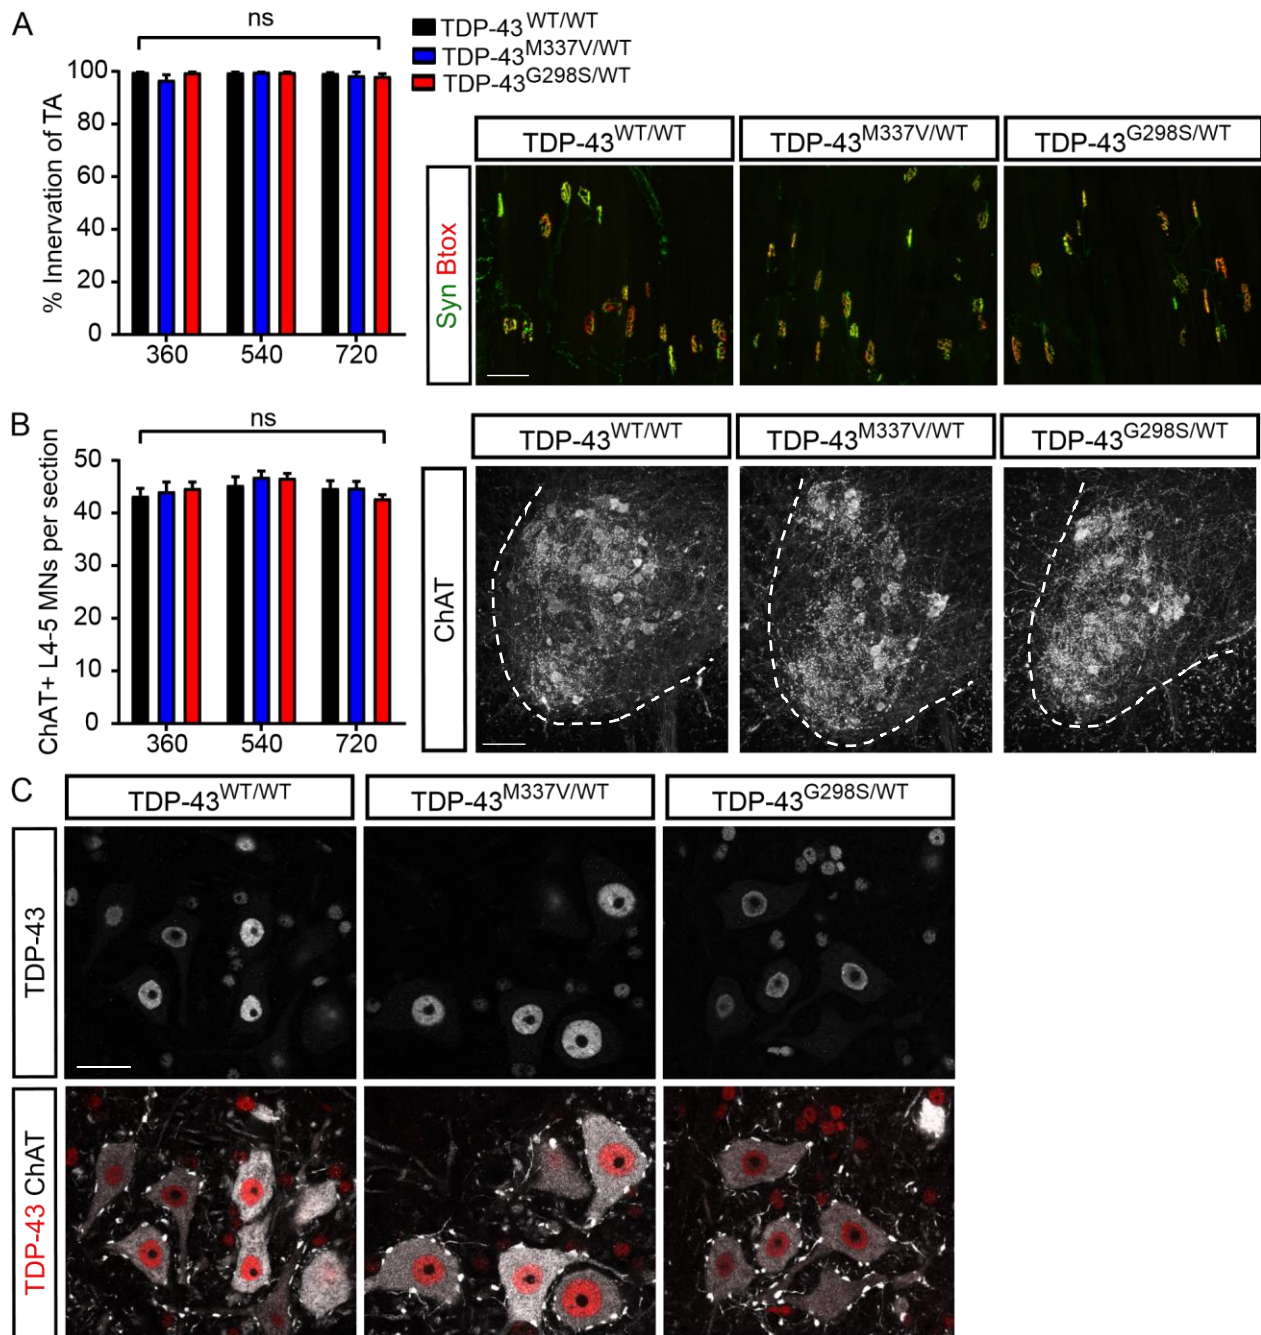 A
ns
TDP-43WT/WT
TDP-43M337V/WT
TDP-43G298S/WT
% Innervation of TA
100
80
60
40
20
0
360 540 720
TDP-43WT/WT TDP-43M337V/WT TDP-43G298S/WT
Syn Btox
B
ns
ChAT+ L4-5 MNs per section
50
40
30
20
10
0
360 540 720
TDP-43WT/WT TDP-43M337V/WT TDP-43G298S/WT
ChAT
C
TDP-43WT/WT TDP-43M337V/WT TDP-43G298S/WT
TDP-43
TDP-43 ChAT